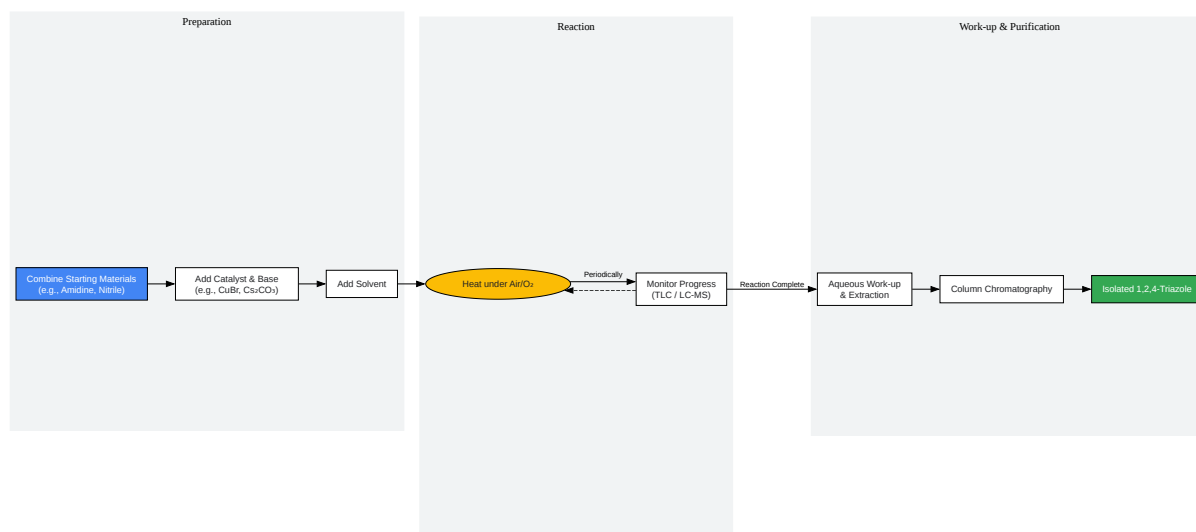 Preparation
Combine Starting Materials
(e.g., Amidine, Nitrile)
Add Catalyst & Base
(e.g., CuBr, Cs₂CO₃)
Add Solvent
Reaction
Heat under Air/O₂
Periodically
Monitor Progress
(TLC / LC-MS)
Reaction Complete
Work-up & Purification
Aqueous Work-up
& Extraction
Column Chromatography
Isolated 1,2,4-Triazole